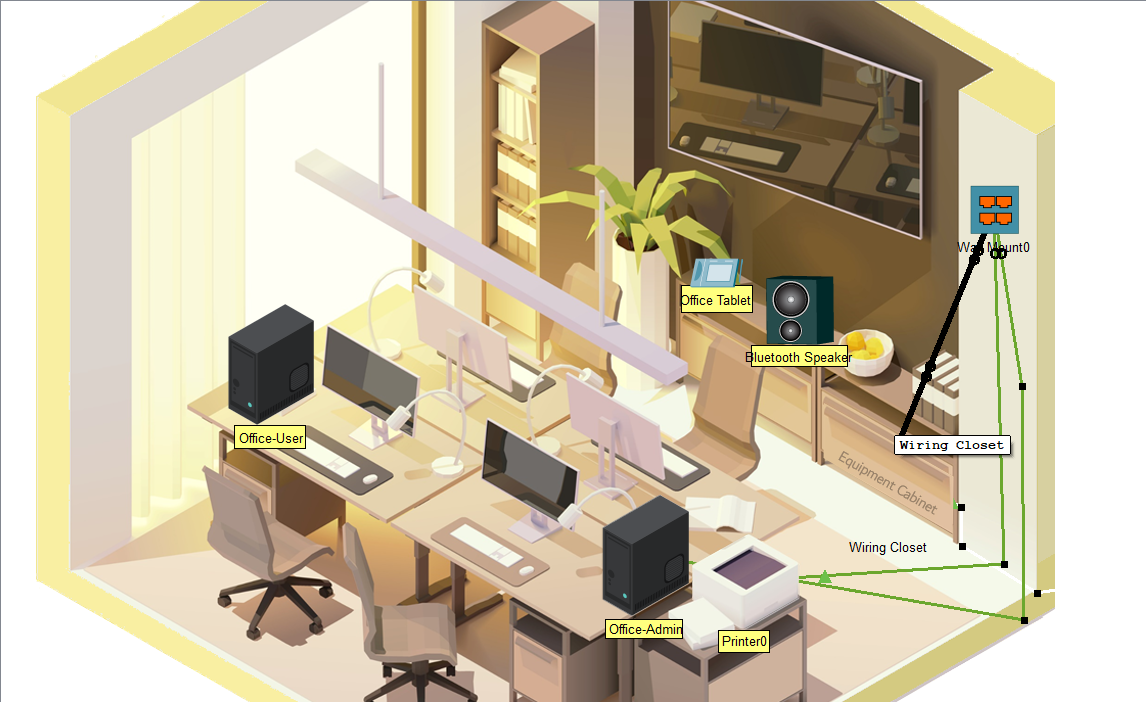 Wall Mount0
Office Tablet
Bluetooth Speaker
Office-User
Wiring Closet
Equipment Cabinet
Wiring Closet
Office-Admin
Printer0